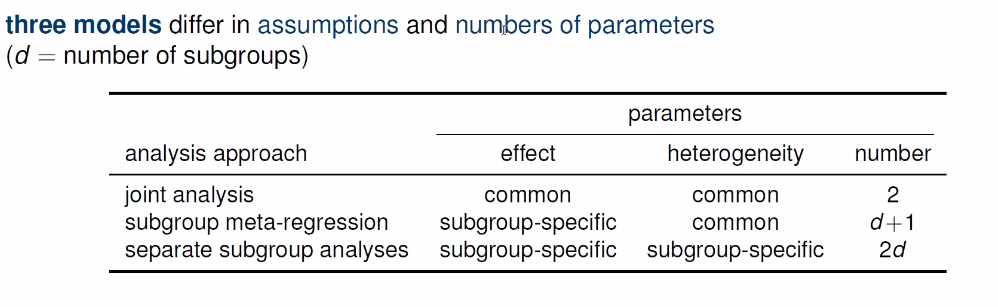 three models differ in assumptions and numbers of parameters
(d = number of subgroups)
parameters
analysis approach effect heterogeneity number
joint analysis common common 2
subgroup meta-regression subgroup-specific common d+1
separate subgroup analyses subgroup-specific subgroup-specific 2d